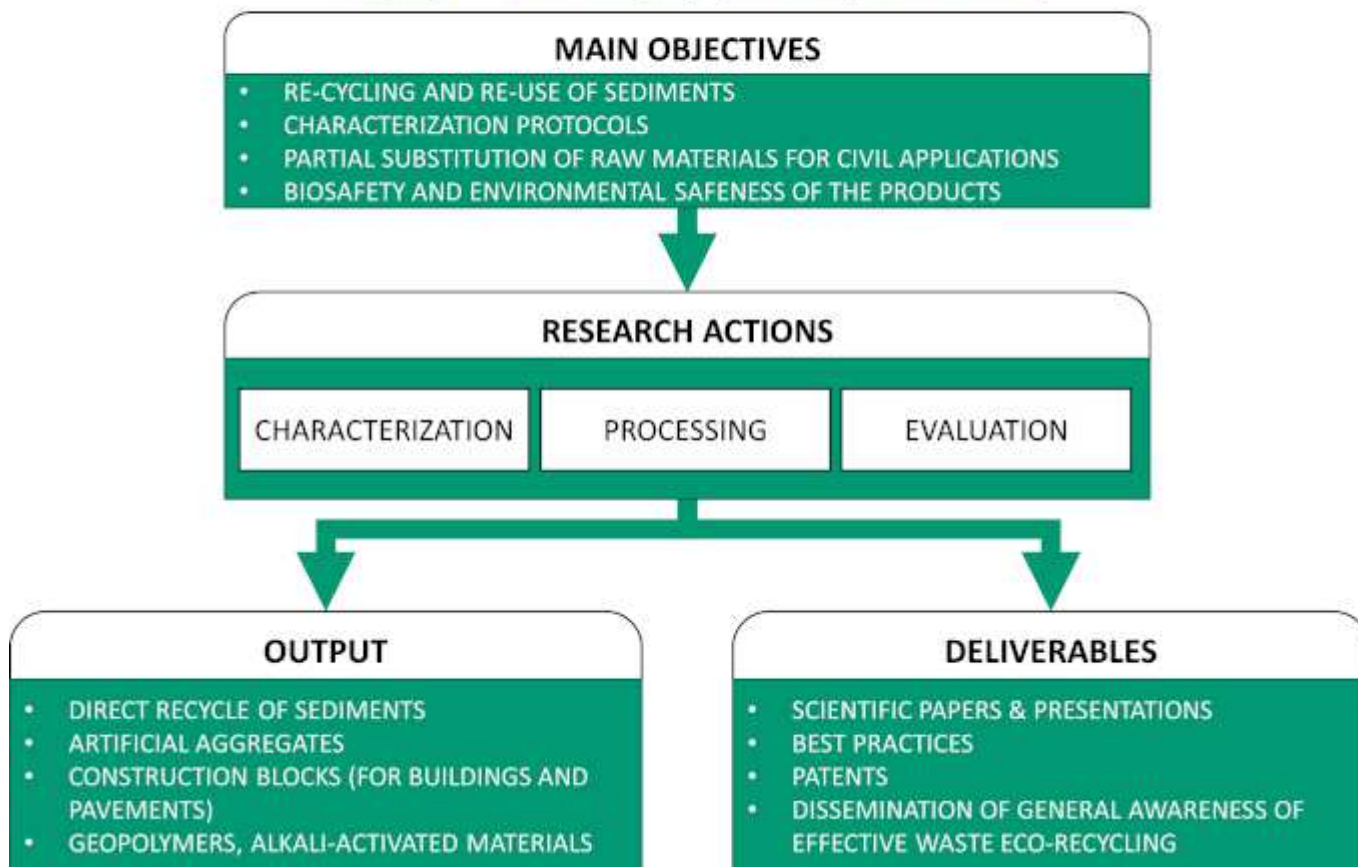 MAIN OBJECTIVES
• RE-CYCLING AND RE-USE OF SEDIMENTS
• CHARACTERIZATION PROTOCOLS
• PARTIAL SUBSTITUTION OF RAW MATERIALS FOR CIVIL APPLICATIONS
• BIOSAFETY AND ENVIRONMENTAL SAFENESS OF THE PRODUCTS
RESEARCH ACTIONS
CHARACTERIZATION
PROCESSING
EVALUATION
OUTPUT
• DIRECT RECYCLE OF SEDIMENTS
• ARTIFICIAL AGGREGATES
• CONSTRUCTION BLOCKS (FOR BUILDINGS AND
PAVEMENTS)
• GEOPOLYMERS, ALKALI-ACTIVATED MATERIALS
DELIVERABLES
• SCIENTIFIC PAPERS & PRESENTATIONS
• BEST PRACTICES
• PATENTS
• DISSEMINATION OF GENERAL AWARENESS OF
EFFECTIVE WASTE ECO-RECYCLING